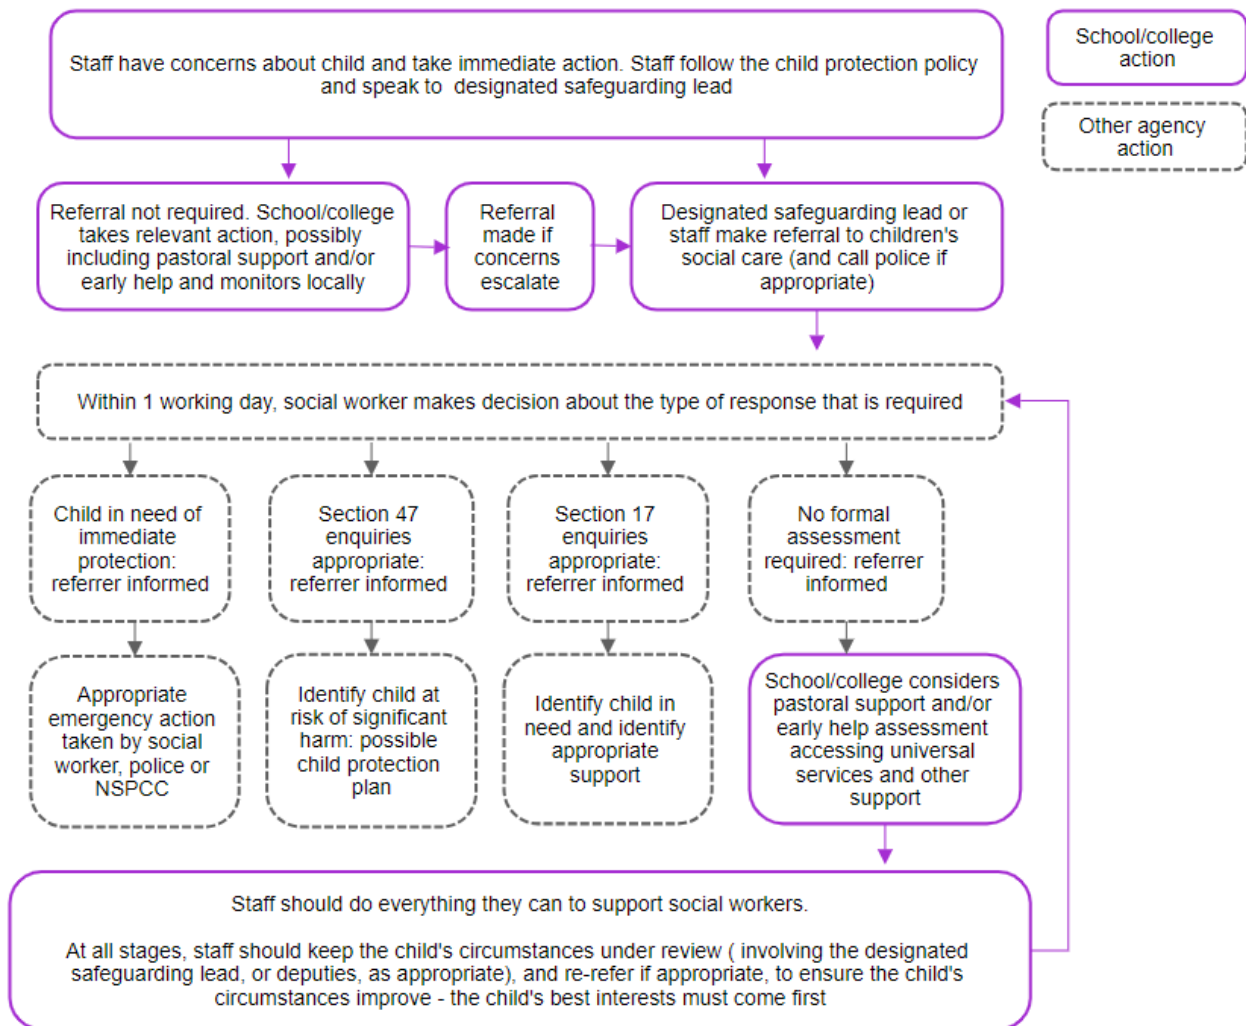 Staff have concerns about child and take immediate action. Staff follow the child protection policy
and speak to designated safeguarding lead
School/college
action
Other agency
action
Referral not required. School/college
takes relevant action, possibly
including pastoral support and/or
early help and monitors locally
Referral
made if
concerns
escalate
Designated safeguarding lead or
staff make referral to children's
social care (and call police if
appropriate)
Within 1 working day, social worker makes decision about the type of response that is required
Child in need of
immediate
protection:
referrer informed
Section 47
enquiries
appropriate:
referrer informed
Section 17
enquiries
appropriate:
referrer informed
No formal
assessment
required: referrer
informed
Appropriate
emergency action
taken by social
worker, police or
NSPCC
Identify child at
risk of significant
harm: possible
child protection
plan
Identify child in
need and identify
appropriate
support
School/college considers
pastoral support and/or
early help assessment
accessing universal
services and other
support
Staff should do everything they can to support social workers.
At all stages, staff should keep the child's circumstances under review ( involving the designated
safeguarding lead, or deputies, as appropriate), and re-refer if appropriate, to ensure the child's
circumstances improve - the child's best interests must come first